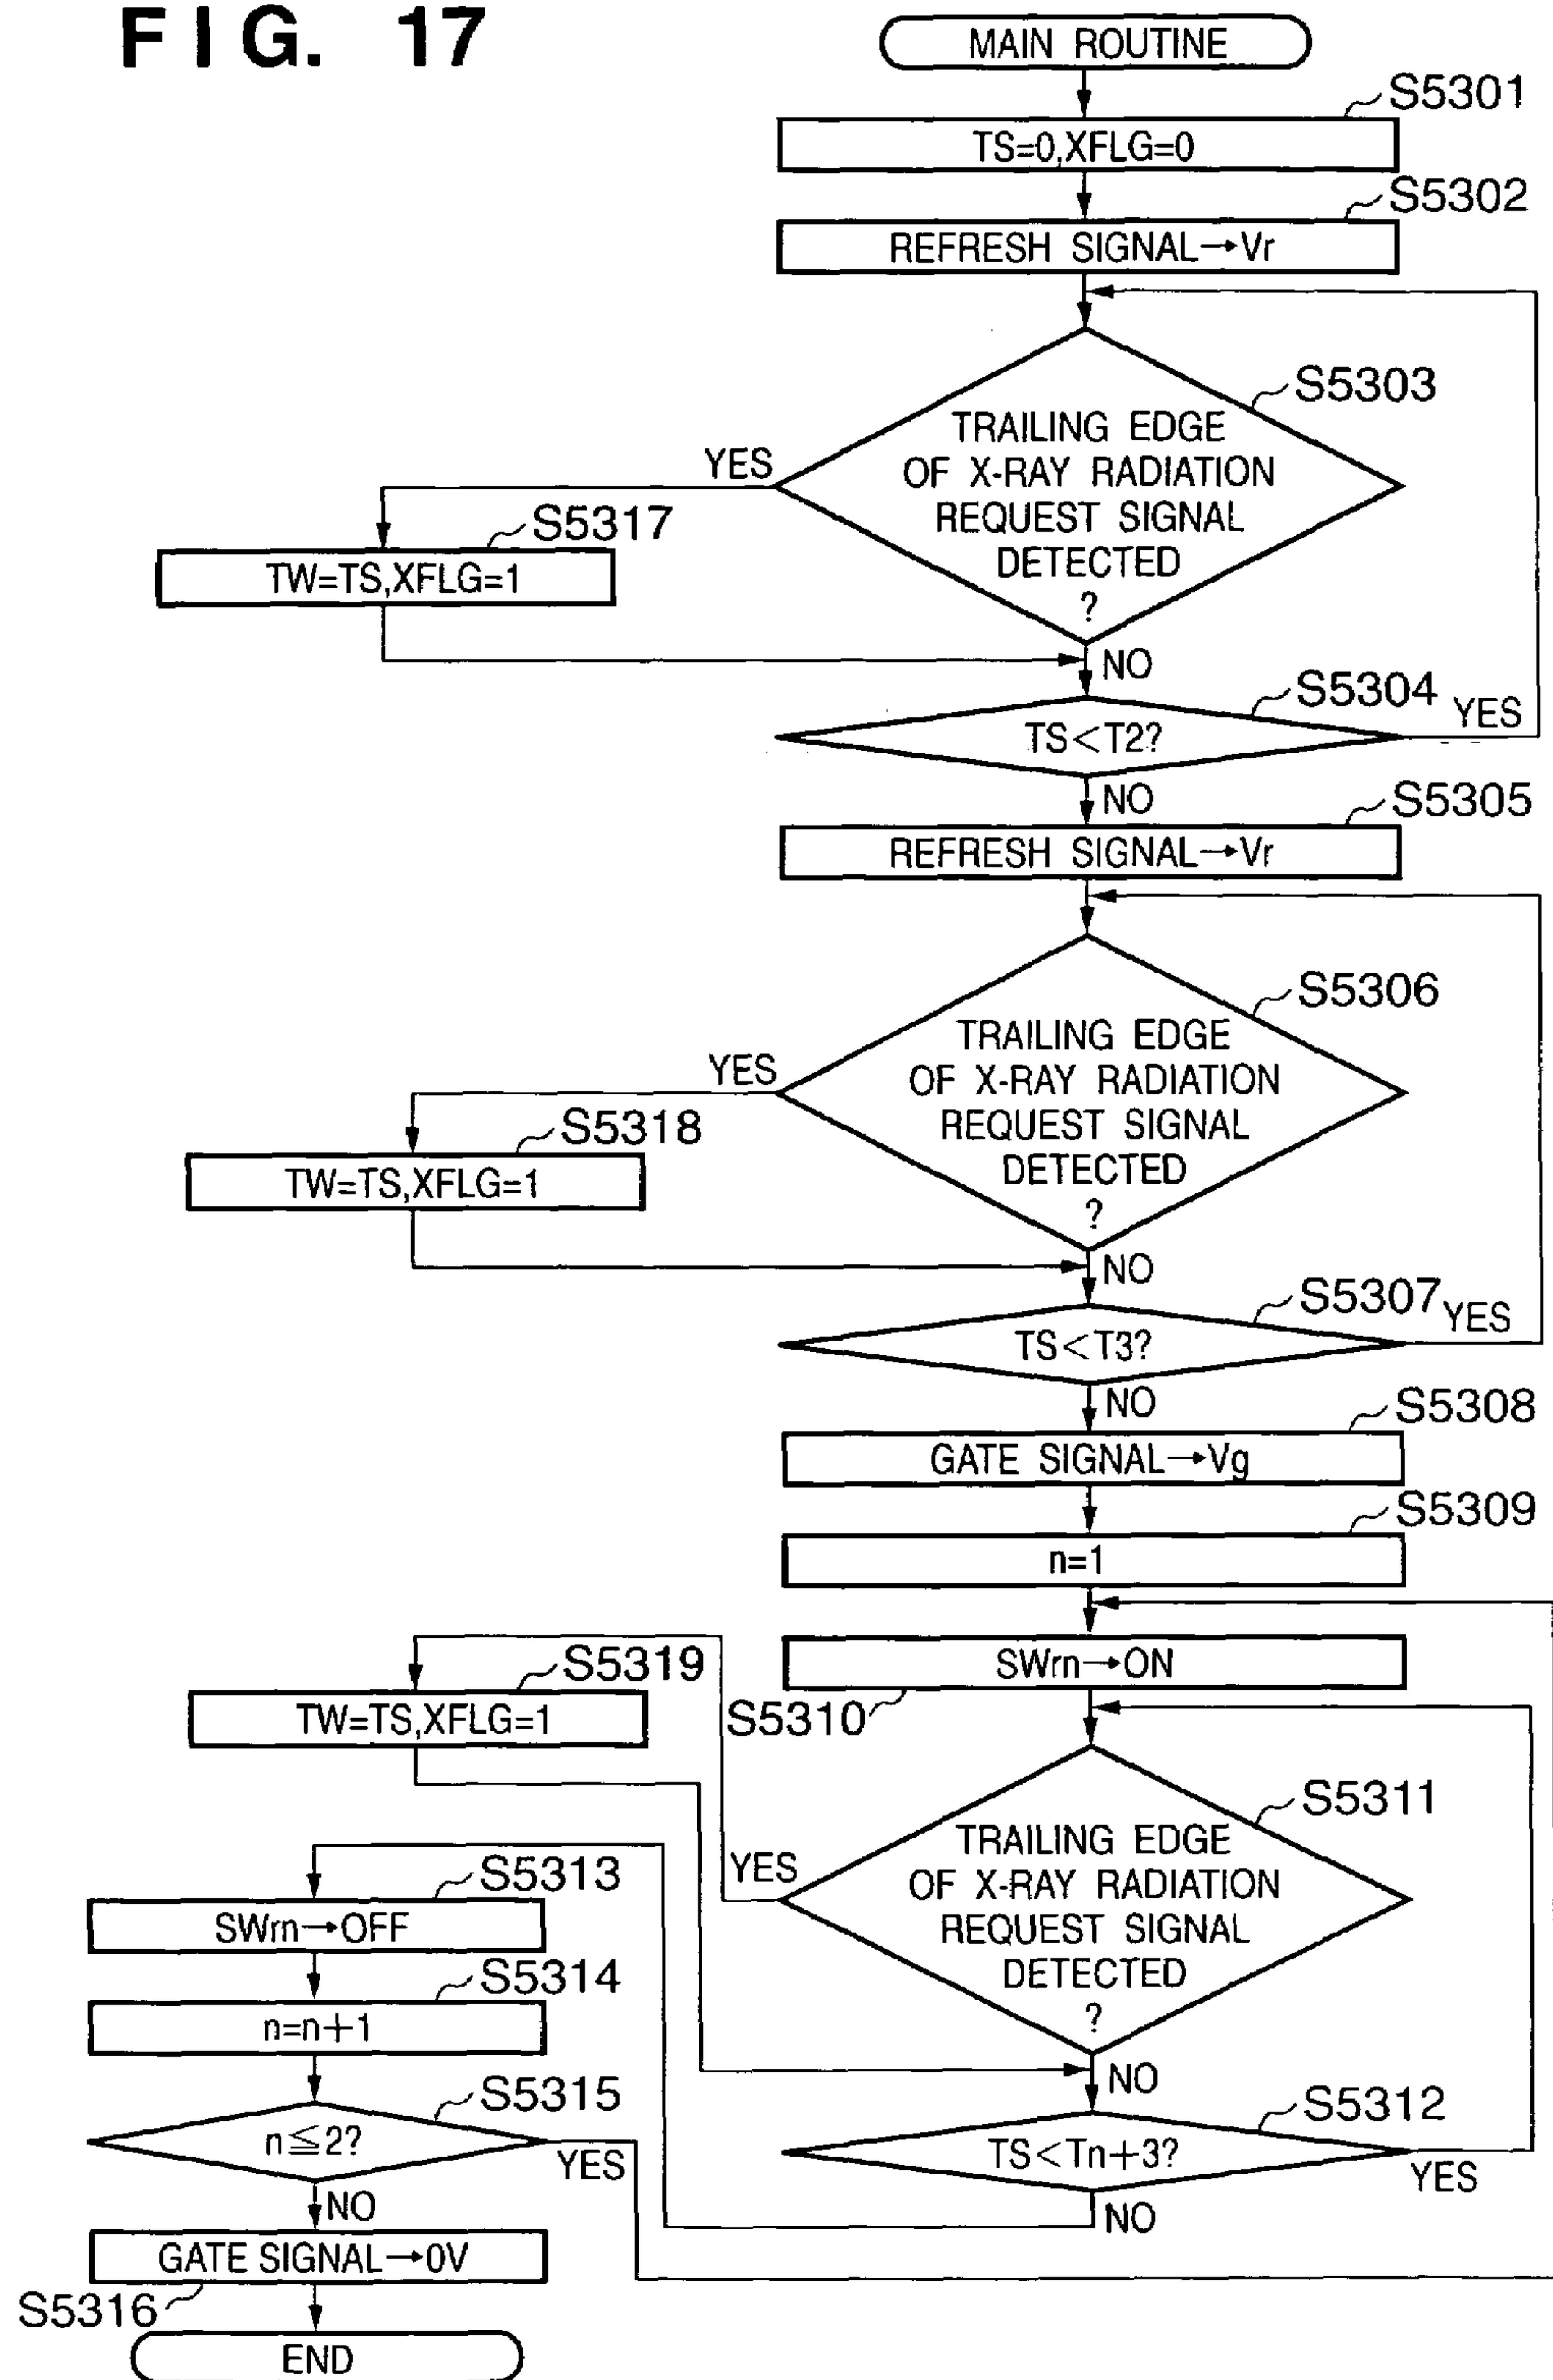 FIG. 17
MAIN ROUTINE
S5301
TS=0,XFLG=0
S5302
REFRESH SIGNAL→Vr
S5303
TRAILING EDGE
OF X-RAY RADIATION
REQUEST SIGNAL
DETECTED
?
YES
S5317
TW=TS,XFLG=1
NO
S5304
TS<T2?
YES
NO
S5305
REFRESH SIGNAL→Vr
S5306
TRAILING EDGE
OF X-RAY RADIATION
REQUEST SIGNAL
DETECTED
?
YES
S5318
TW=TS,XFLG=1
NO
S5307
TS<T3?
YES
NO
S5308
GATE SIGNAL→Vg
S5309
n=1
SWrn→ON
S5310
S5319
TW=TS,XFLG=1
S5311
TRAILING EDGE
OF X-RAY RADIATION
REQUEST SIGNAL
DETECTED
?
YES
NO
S5312
TS<Tn+3?
YES
NO
S5313
SWrn→OFF
S5314
n=n+1
S5315
n≦2?
YES
NO
GATE SIGNAL→0V
S5316
END